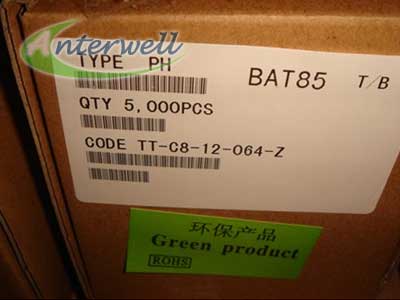 Anterwell
TYPE PH
BAT85 T/B
QTY 5,000PCS
CODE TT-C8-12-064-Z
环保产品
Green product
ROHS